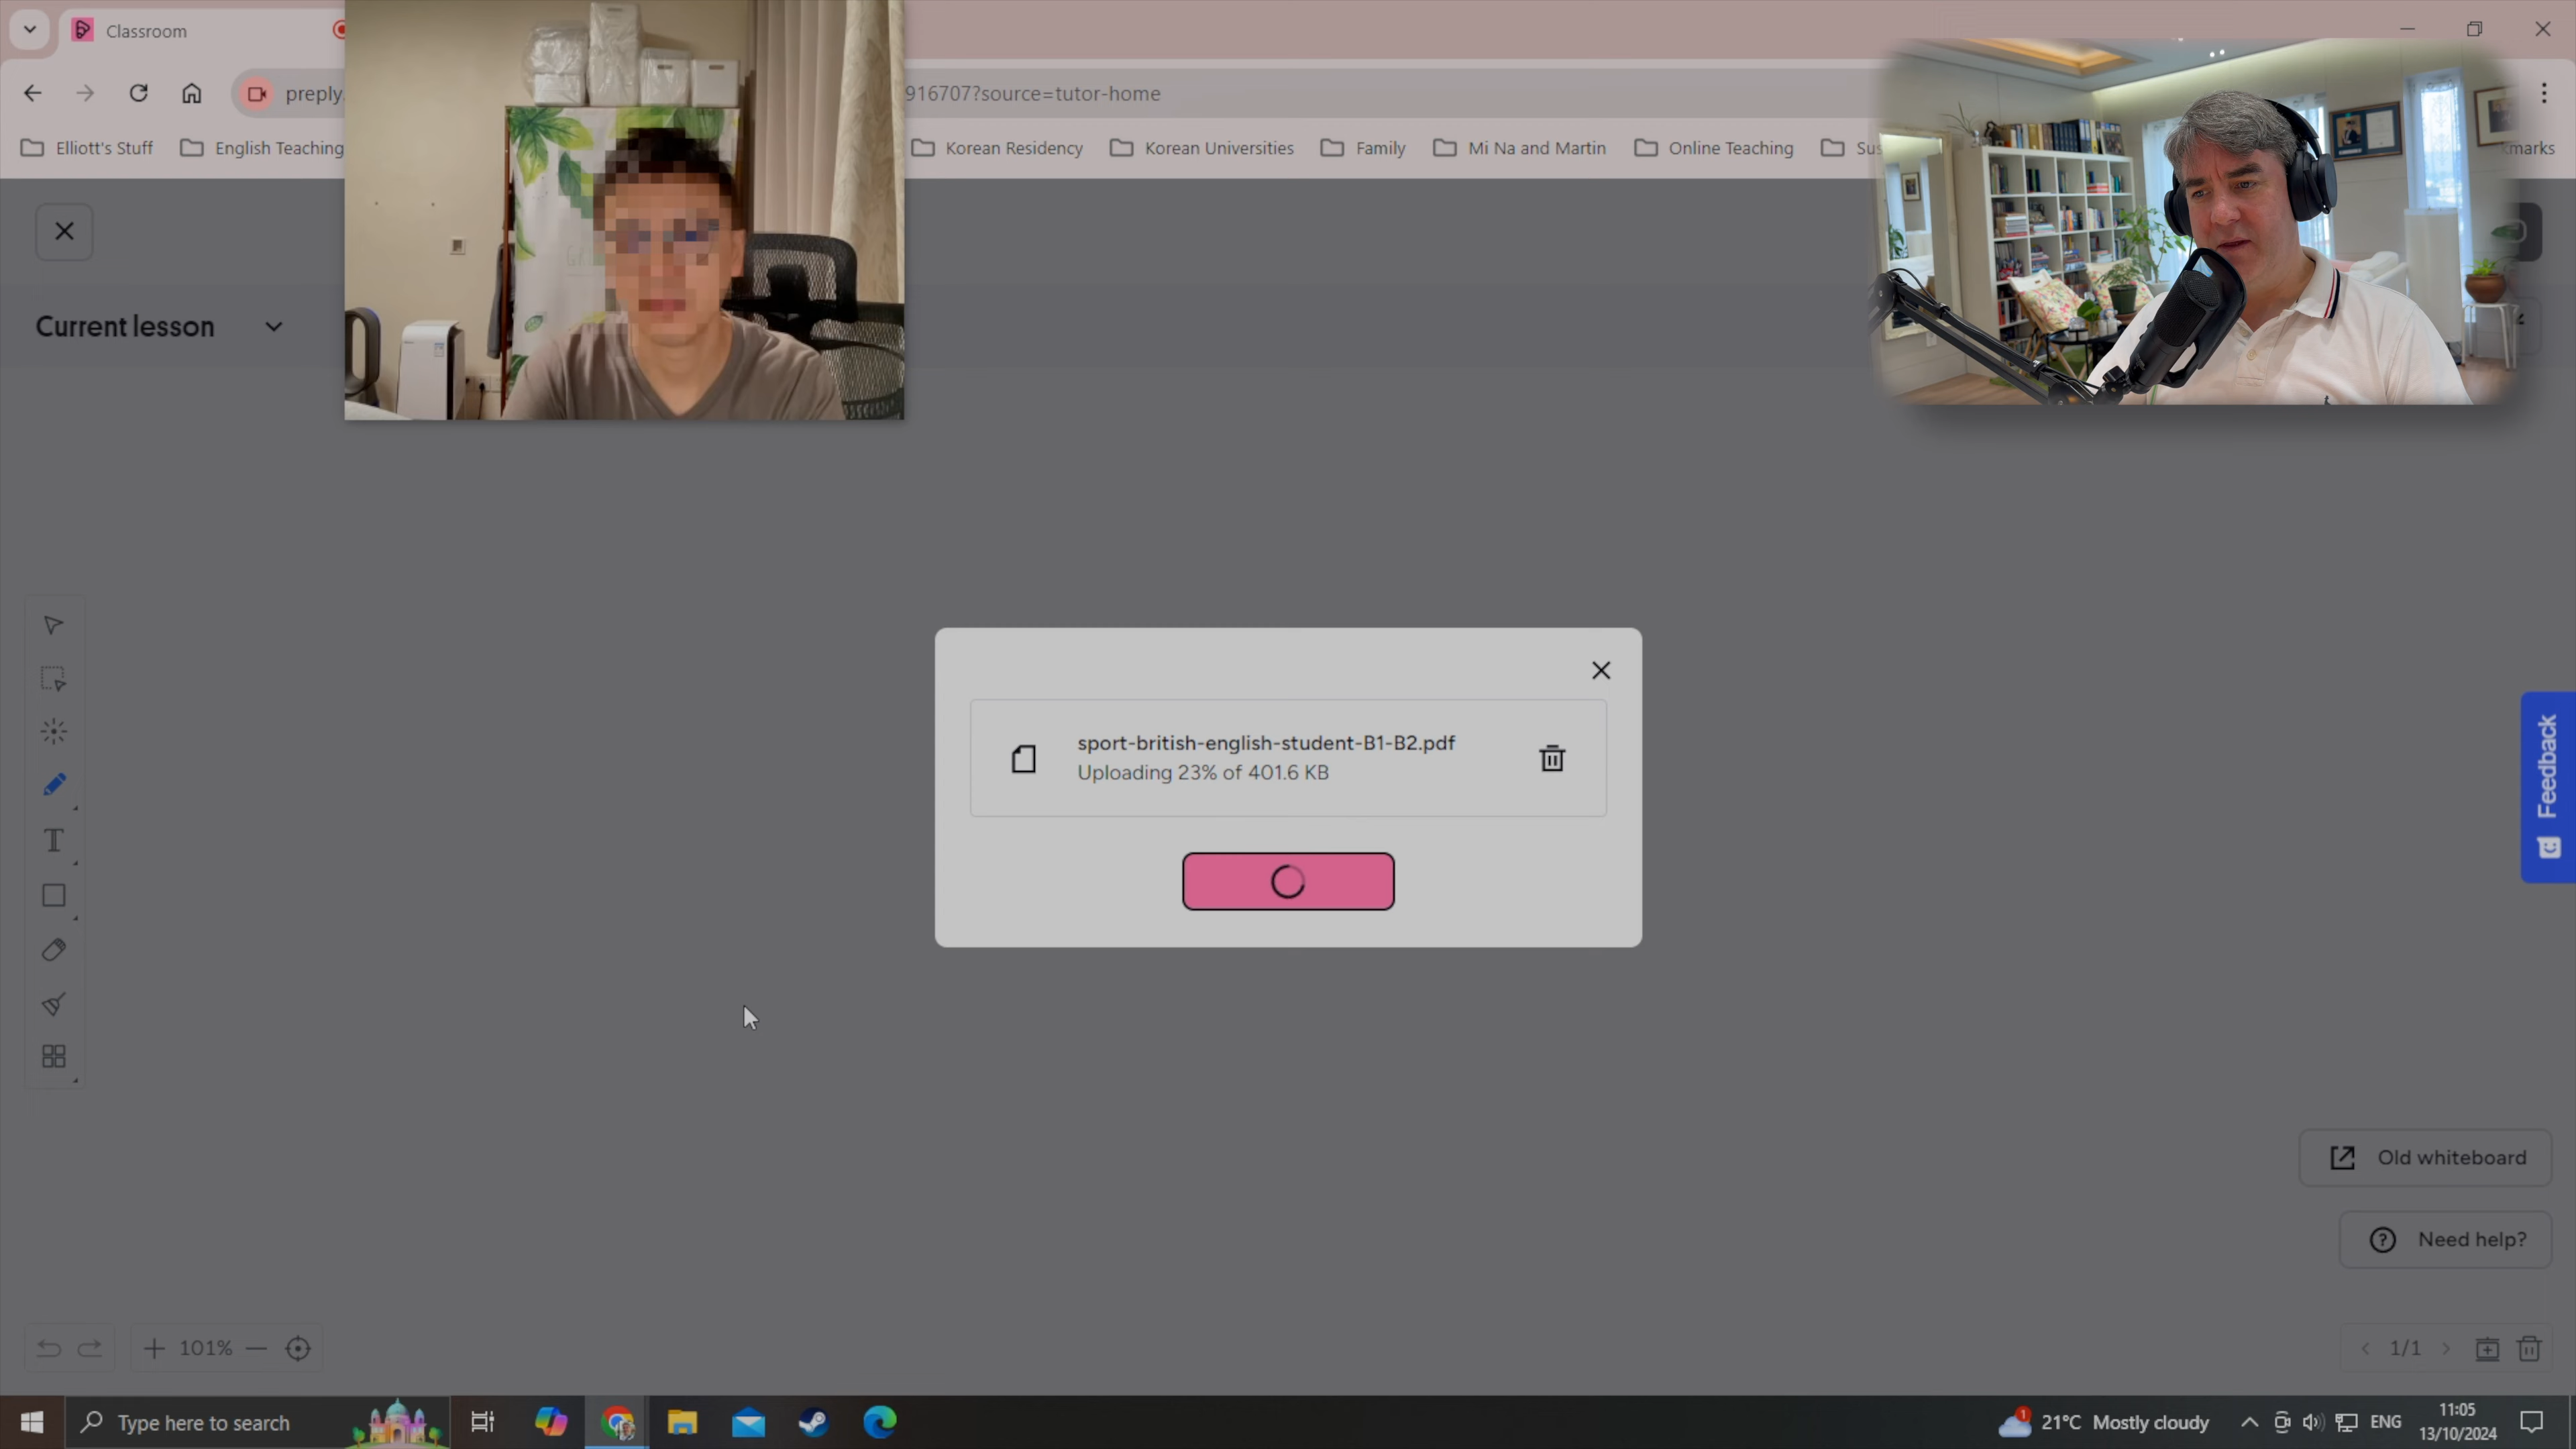 Classroom
preply.
916707?source=tutor-home
Elliott's Stuff
English Teaching
Korean Residency
Korean Universities
Family
Mi Na and Martin
Online Teaching
Sus
kmarks
Current lesson
sport-british-english-student-B1-B2.pdf
Uploading 23% of 401.6 KB
Feedback
Old whiteboard
Need help?
101%
1/1
Type here to search
1
21°C Mostly cloudy
ENG
11:05
13/10/2024